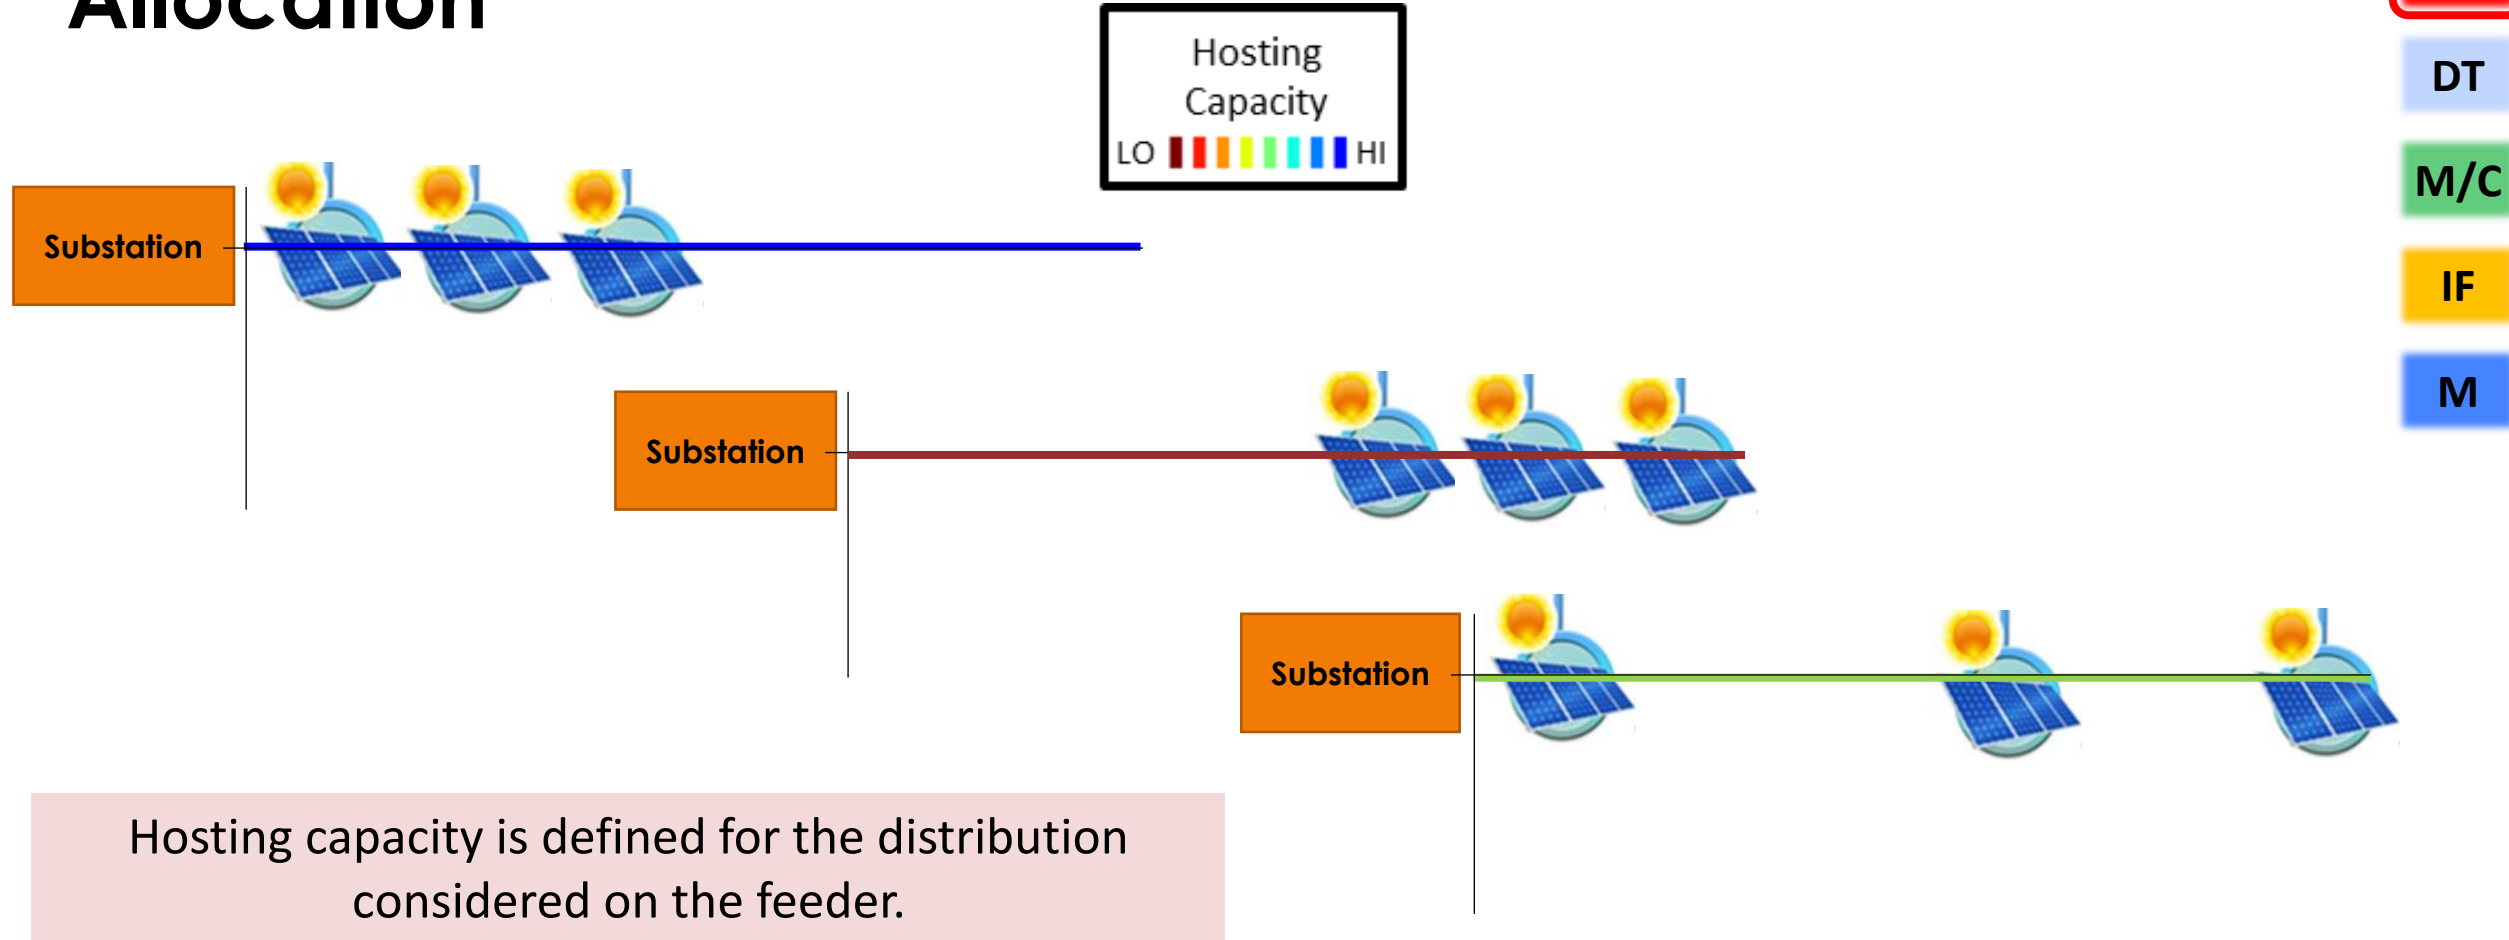 Allocation
Hosting
Capacity
LO HI
DT
M/C
IF
M
Substation
Substation
Substation
Hosting capacity is defined for the distribution
considered on the feeder.